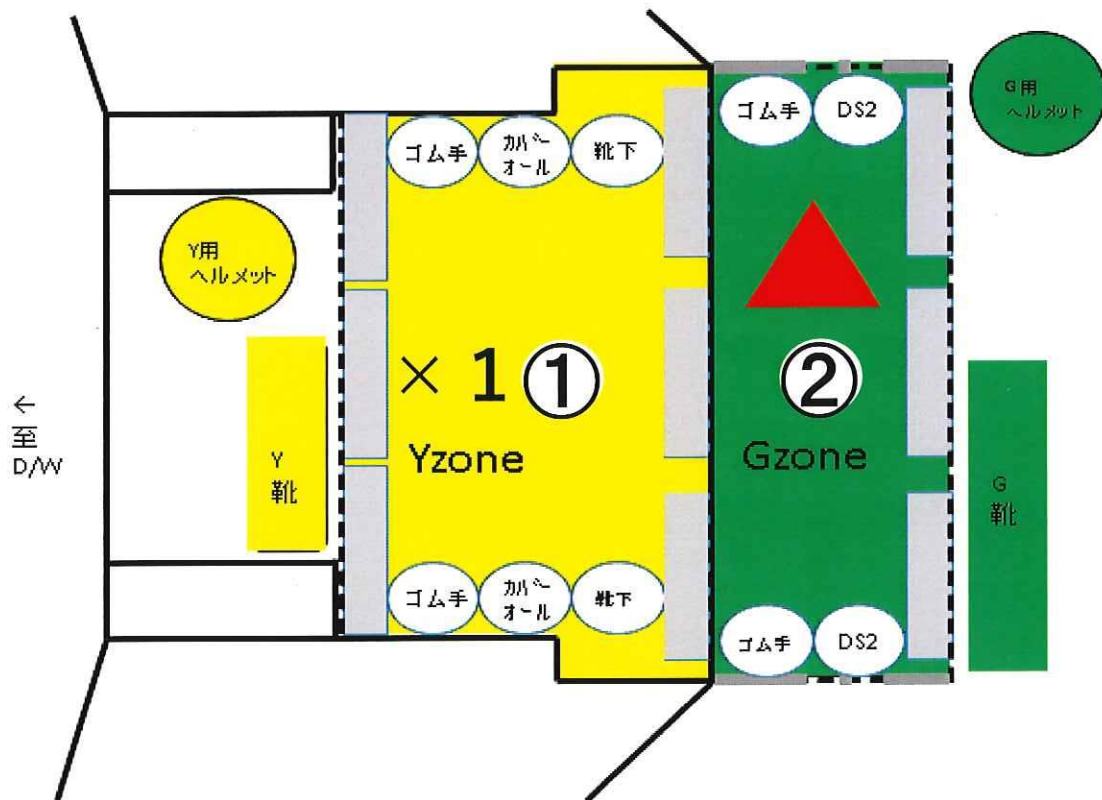 ゴム手
DS2
G用
ヘルメット
ゴム手
カバー
オール
靴下
Y用
ヘルメット
×1
①
②
Yzone
Gzone
←
至
D/W
Y
靴
G
靴
ゴム手
カバー
オール
靴下
ゴム手
DS2